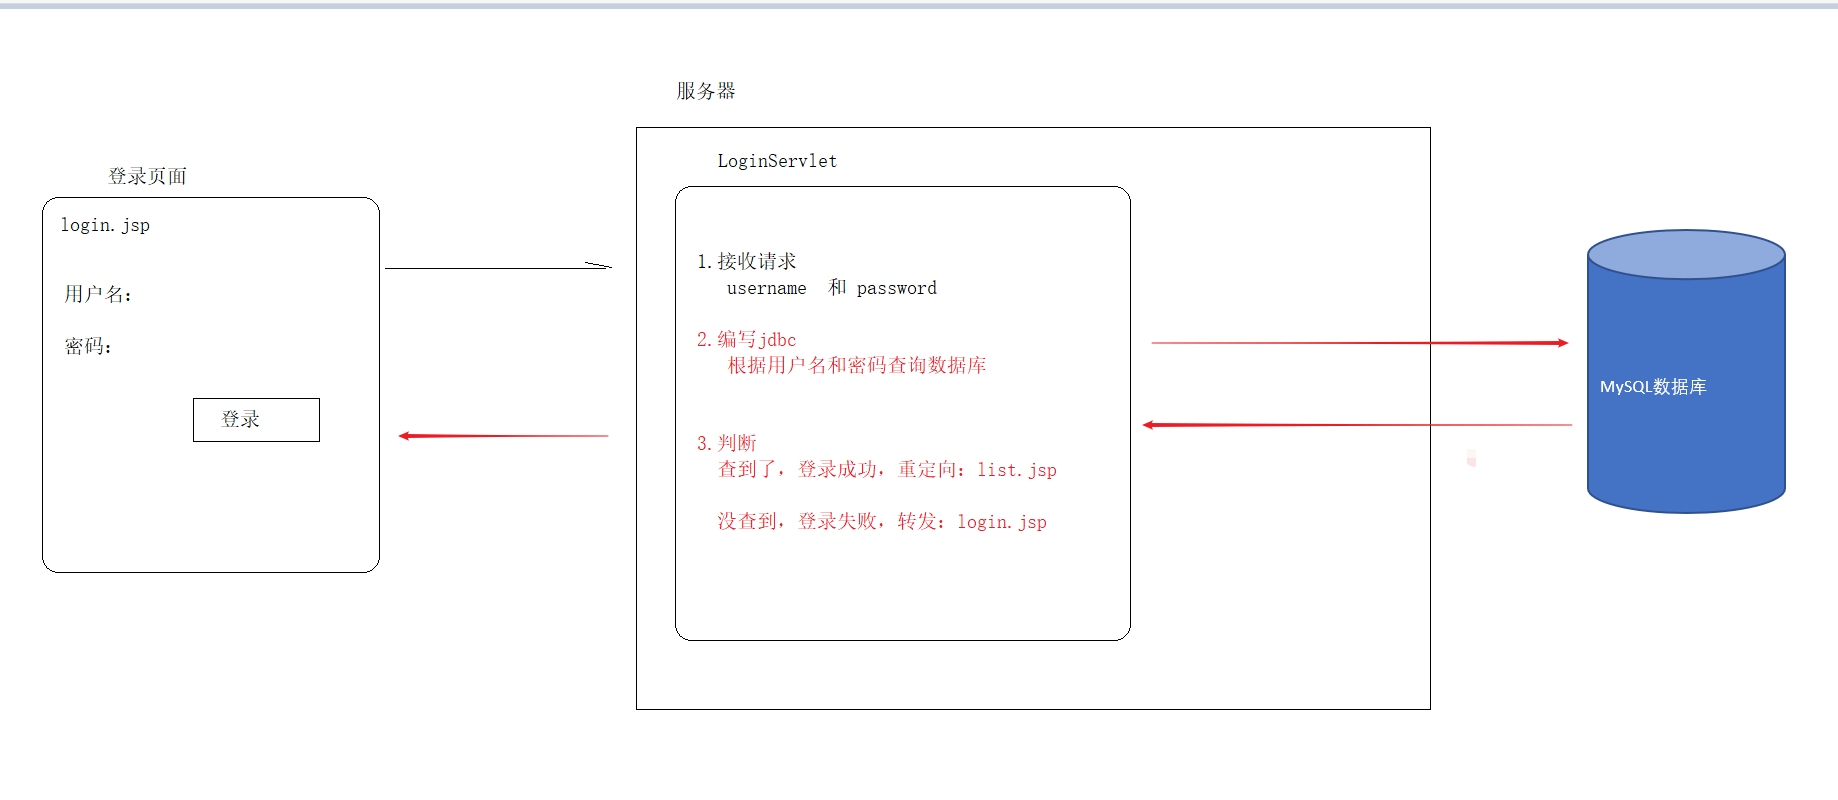 服务器
登录页面
login.jsp
用户名：
密码：
登录
LoginServlet
1.接收请求
username 和 password
2.编写jdbc
根据用户名和密码查询数据库
3.判断
查到了，登录成功，重定向：list.jsp
没查到，登录失败，转发：login.jsp
MySQL数据库